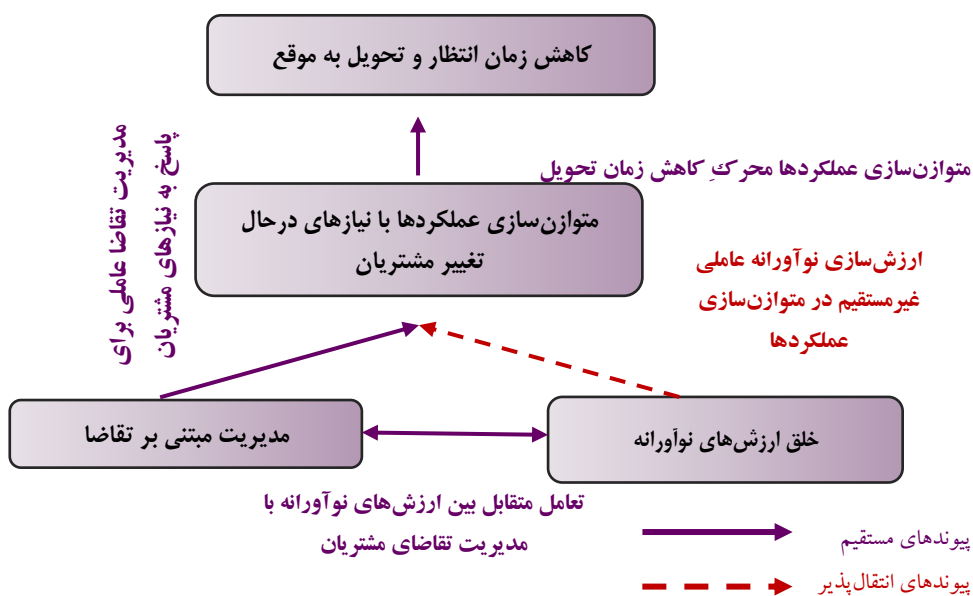 کاهش زمان انتظار و تحویل به موقع
متوازن‌سازی عملکردها محرکِ کاهش زمان تحویل
مدیریت تقاضا عاملی برای
پاسخ به نیازهای مشتریان
متوازن‌سازی عملکردها با نیازهای درحال
تغییر مشتریان
ارزش‌سازی نوآورانه عاملی
غیرمستقیم در متوازن‌سازی
عملکردها
خلق ارزش‌های نوآورانه
مدیریت مبتنی بر تقاضا
تعامل متقابل بین ارزش‌های نوآورانه با
مدیریت تقاضای مشتریان
پیوندهای مستقیم
پیوندهای انتقال‌پذیر